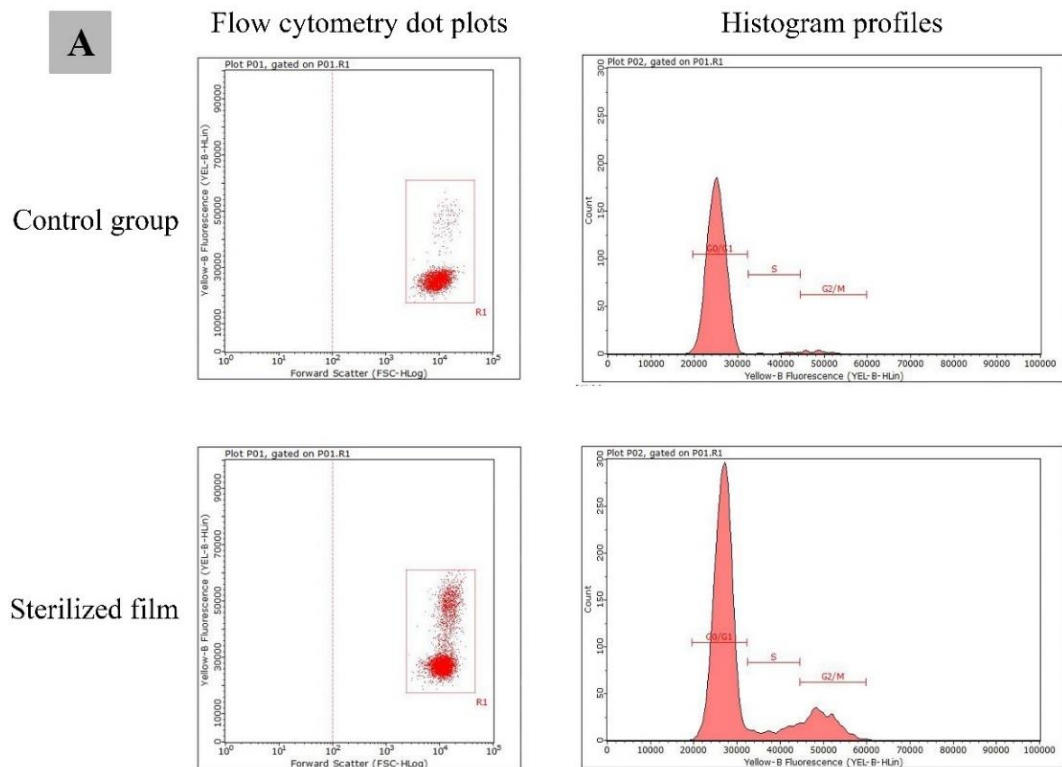 A
Flow cytometry dot plots
Histogram profiles
Control group
Plot P01, gated on P01.R1
Yellow-B Fluorescence (YEL-B-HLin)
90000
70000
50000
30000
10000
R1
10^0 10^1 10^2 10^3 10^4 10^5
Forward Scatter (FSC-HLog)
Plot P02, gated on P01.R1
Count
300
250
200
150
100
50
0
G0/G1
S
G2/M
0 10000 20000 30000 40000 50000 60000 70000 80000 90000 100000
Yellow-B Fluorescence (YEL-B-HLin)
Sterilized film
Plot P01, gated on P01.R1
Yellow-B Fluorescence (YEL-B-HLin)
90000
70000
50000
30000
10000
R1
10^0 10^1 10^2 10^3 10^4 10^5
Forward Scatter (FSC-HLog)
Plot P02, gated on P01.R1
Count
300
250
200
150
100
50
0
G0/G1
S
G2/M
0 10000 20000 30000 40000 50000 60000 70000 80000 90000 100000
Yellow-B Fluorescence (YEL-B-HLin)